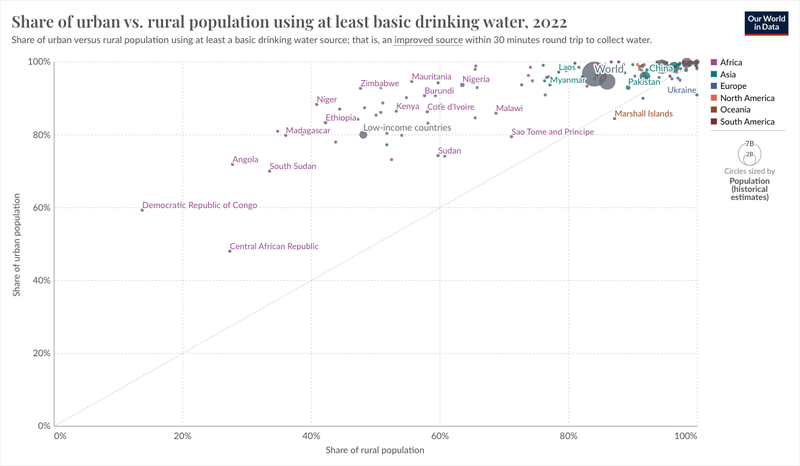 Share of urban vs. rural population using at least basic drinking water, 2022
Our World
in Data
Share of urban versus rural population using at least a basic drinking water source; that is, an improved source within 30 minutes round trip to collect water.
100%
80%
60%
40%
20%
0%
Share of urban population
0%
20%
40%
60%
80%
100%
Share of rural population
Laos
World
China
Myanmar
Pakistan
Ukraine
Zimbabwe
Mauritania
Nigeria
Burundi
Niger
Kenya
Cote d'Ivoire
Malawi
Marshall Islands
Ethiopia
Low-income countries
Madagascar
Sao Tome and Principe
Sudan
Angola
South Sudan
Democratic Republic of Congo
Central African Republic
Africa
Asia
Europe
North America
Oceania
South America
7B
2B
Circles sized by
Population
(historical
estimates)